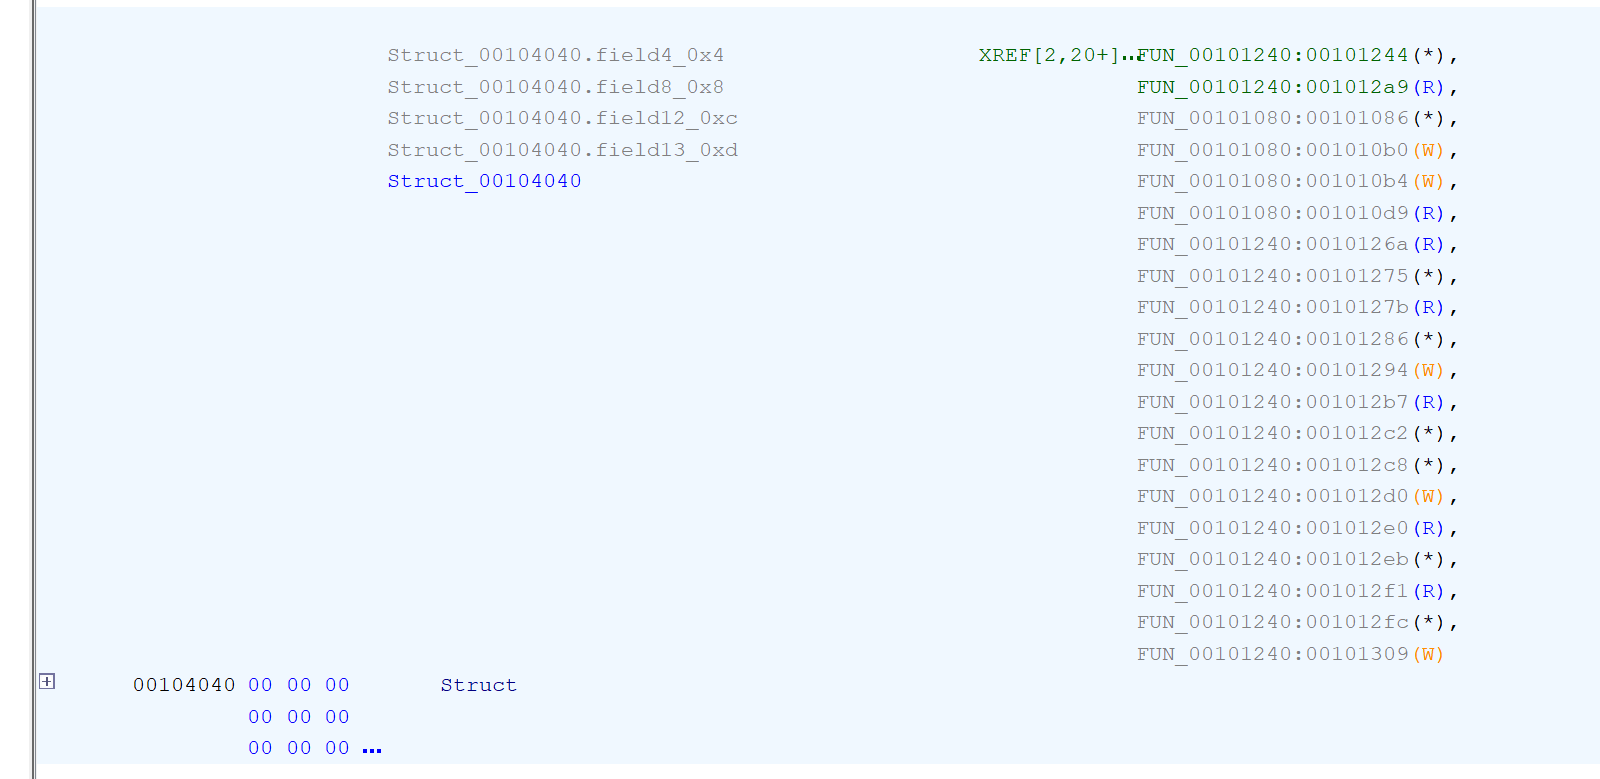 Struct_00104040.field4_0x4 XREF[2,20+]…FUN_00101240:00101244(*),
Struct_00104040.field8_0x8 FUN_00101240:001012a9(R),
Struct_00104040.field12_0xc FUN_00101080:00101086(*),
Struct_00104040.field13_0xd FUN_00101080:001010b0(W),
Struct_00104040 FUN_00101080:001010b4(W),
FUN_00101080:001010d9(R),
FUN_00101240:0010126a(R),
FUN_00101240:00101275(*),
FUN_00101240:0010127b(R),
FUN_00101240:00101286(*),
FUN_00101240:00101294(W),
FUN_00101240:001012b7(R),
FUN_00101240:001012c2(*),
FUN_00101240:001012c8(*),
FUN_00101240:001012d0(W),
FUN_00101240:001012e0(R),
FUN_00101240:001012eb(*),
FUN_00101240:001012f1(R),
FUN_00101240:001012fc(*),
FUN_00101240:00101309(W)
00104040 00 00 00 Struct
00 00 00
00 00 00 …